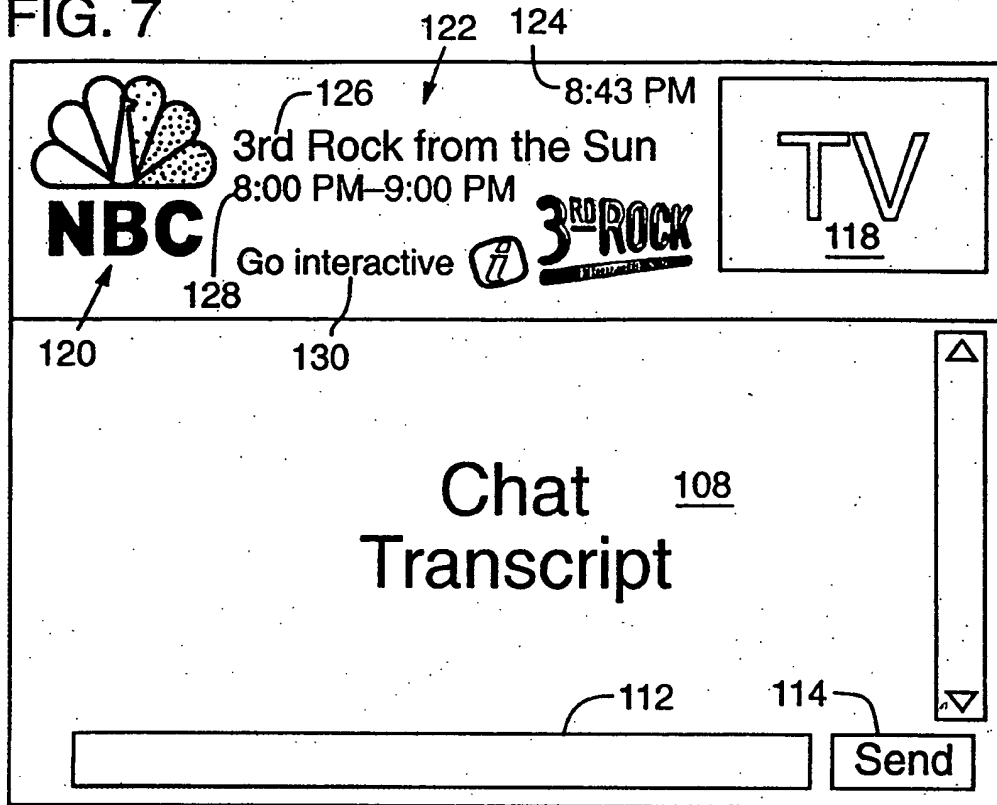 FIG. 7
122
124
126
8:43 PM
3rd Rock from the Sun
8:00 PM–9:00 PM
TV
118
NBC
Go interactive
i
3RD ROCK
128
120
130
Chat
108
Transcript
112
114
Send